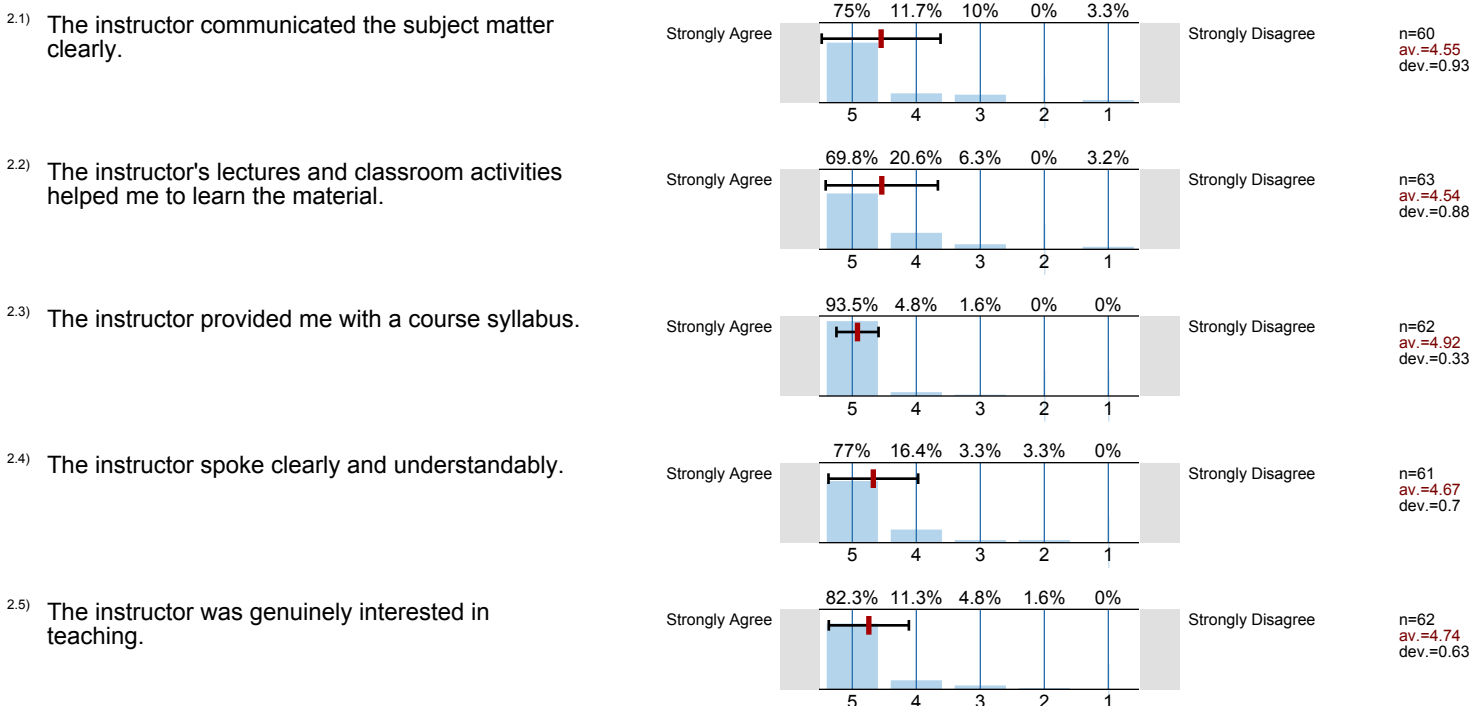 2.1) The instructor communicated the subject matter
clearly.
75% 11.7% 10% 0% 3.3%
Strongly Agree Strongly Disagree
n=60
av.=4.55
dev.=0.93
5 4 3 2 1
2.2) The instructor's lectures and classroom activities
helped me to learn the material.
69.8% 20.6% 6.3% 0% 3.2%
Strongly Agree Strongly Disagree
n=63
av.=4.54
dev.=0.88
5 4 3 2 1
2.3) The instructor provided me with a course syllabus.
93.5% 4.8% 1.6% 0% 0%
Strongly Agree Strongly Disagree
n=62
av.=4.92
dev.=0.33
5 4 3 2 1
2.4) The instructor spoke clearly and understandably.
77% 16.4% 3.3% 3.3% 0%
Strongly Agree Strongly Disagree
n=61
av.=4.67
dev.=0.7
5 4 3 2 1
2.5) The instructor was genuinely interested in
teaching.
82.3% 11.3% 4.8% 1.6% 0%
Strongly Agree Strongly Disagree
n=62
av.=4.74
dev.=0.63
5 4 3 2 1